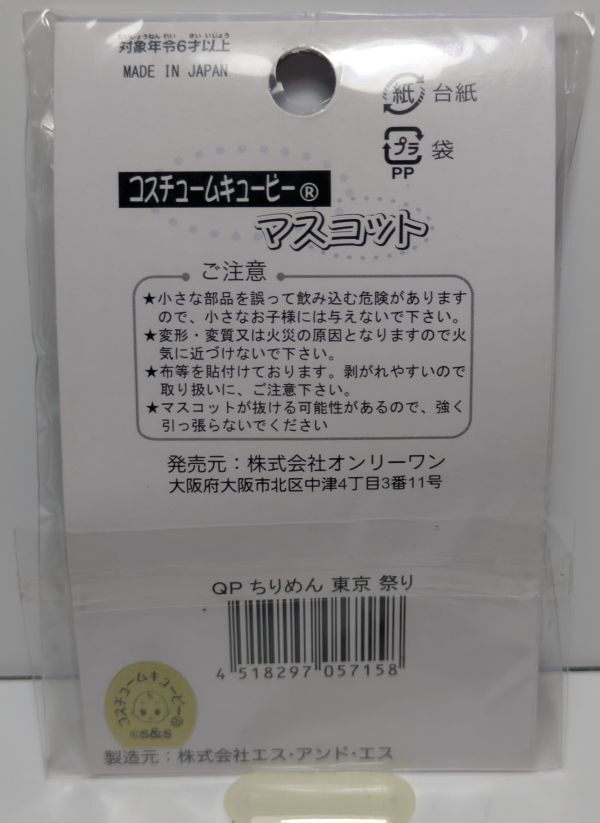 たいしょうねんれい さい いじょう
対象年令6才以上
MADE IN JAPAN
紙 台紙
プラ 袋
PP
コスチュームキューピー®
マスコット
ご注意
★小さな部品を誤って飲み込む危険があります
ので、小さなお子様には与えないで下さい。
★変形・変質又は火災の原因となりますので火
気に近づけないで下さい。
★布等を貼付けております。剥がれやすいので
取り扱いに、ご注意下さい。
★マスコットが抜ける可能性があるので、強く
引っ張らないでください
発売元:株式会社オンリーワン
大阪府大阪市北区中津4丁目3番11号
QP ちりめん 東京 祭り
4 518297 057158
コスチュームキューピー
©S&S
製造元:株式会社エス・アンド・エス